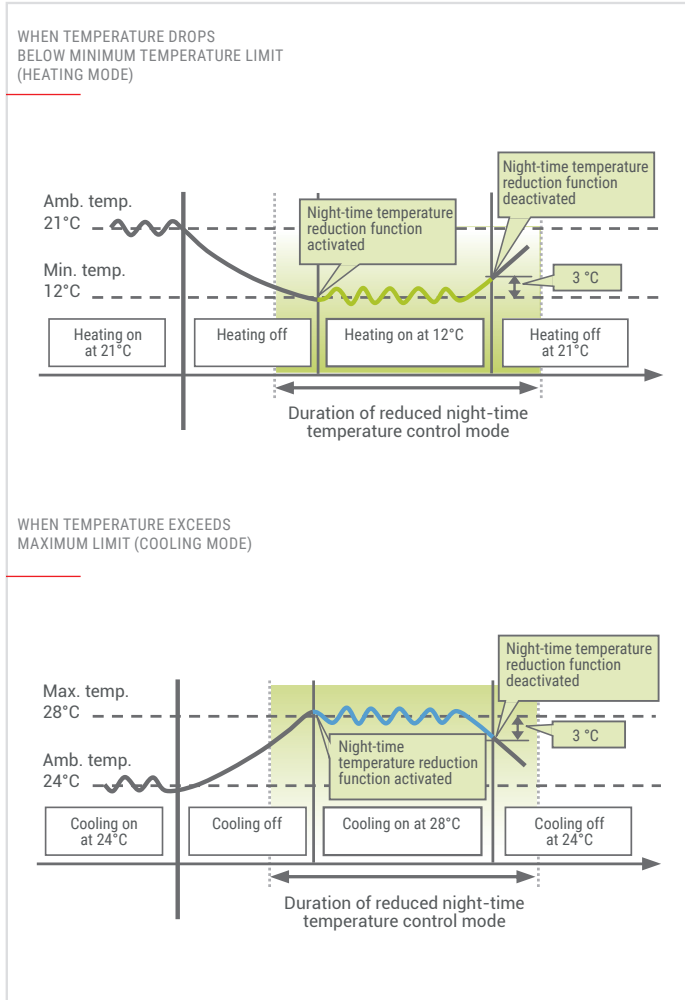 WHEN TEMPERATURE DROPS
BELOW MINIMUM TEMPERATURE LIMIT
(HEATING MODE)
Night-time temperature
reduction function
deactivated
Amb. temp.
21°C
Night-time temperature
reduction function
activated
Min. temp.
12°C
3 °C
Heating on
at 21°C
Heating off
Heating on at 12°C
Heating off
at 21°C
Duration of reduced night-time
temperature control mode
WHEN TEMPERATURE EXCEEDS
MAXIMUM LIMIT (COOLING MODE)
Night-time temperature
reduction function
deactivated
Max. temp.
28°C
3 °C
Night-time
temperature reduction
function activated
Amb. temp.
24°C
Cooling on
at 24°C
Cooling off
Cooling on at 28°C
Cooling off
at 24°C
Duration of reduced night-time
temperature control mode